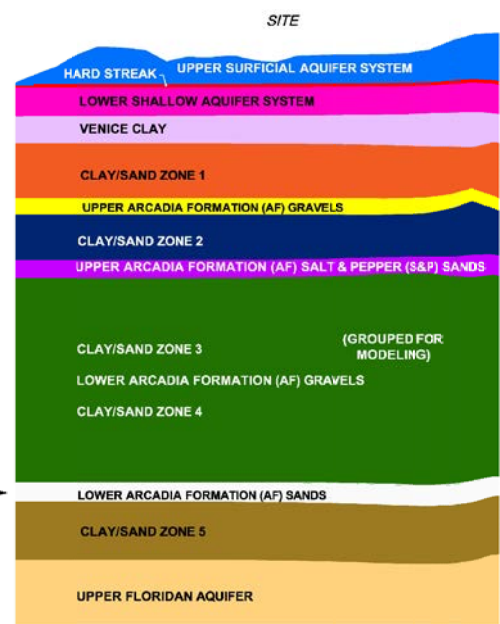 SITE
HARD STREAK
UPPER SURFICIAL AQUIFER SYSTEM
LOWER SHALLOW AQUIFER SYSTEM
VENICE CLAY
CLAY/SAND ZONE 1
UPPER ARCADIA FORMATION (AF) GRAVELS
CLAY/SAND ZONE 2
UPPER ARCADIA FORMATION (AF) SALT & PEPPER (S&P) SANDS
CLAY/SAND ZONE 3
(GROUPED FOR
MODELING)
LOWER ARCADIA FORMATION (AF) GRAVELS
CLAY/SAND ZONE 4
LOWER ARCADIA FORMATION (AF) SANDS
CLAY/SAND ZONE 5
UPPER FLORIDAN AQUIFER